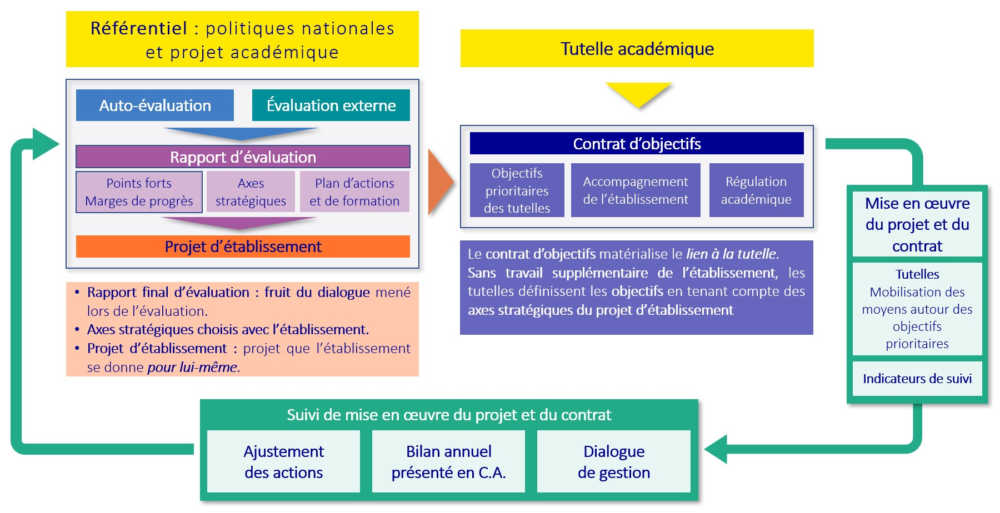 Référentiel : politiques nationales
et projet académique
Auto-évaluation
Évaluation externe
Rapport d’évaluation
Points forts
Marges de progrès
Axes
stratégiques
Plan d’actions
et de formation
Projet d’établissement
• Rapport final d’évaluation : fruit du dialogue mené
lors de l’évaluation.
• Axes stratégiques choisis avec l’établissement.
• Projet d’établissement : projet que l’établissement
se donne pour lui-même.
Tutelle académique
Contrat d’objectifs
Objectifs
prioritaires
des tutelles
Accompagnement
de l’établissement
Régulation
académique
Le contrat d’objectifs matérialise le lien à la tutelle.
Sans travail supplémentaire de l’établissement, les
tutelles définissent les objectifs en tenant compte des
axes stratégiques du projet d’établissement
Mise en œuvre
du projet et du
contrat
Tutelles
Mobilisation des
moyens autour des
objectifs
prioritaires
Indicateurs de suivi
Suivi de mise en œuvre du projet et du contrat
Ajustement
des actions
Bilan annuel
présenté en C.A.
Dialogue
de gestion